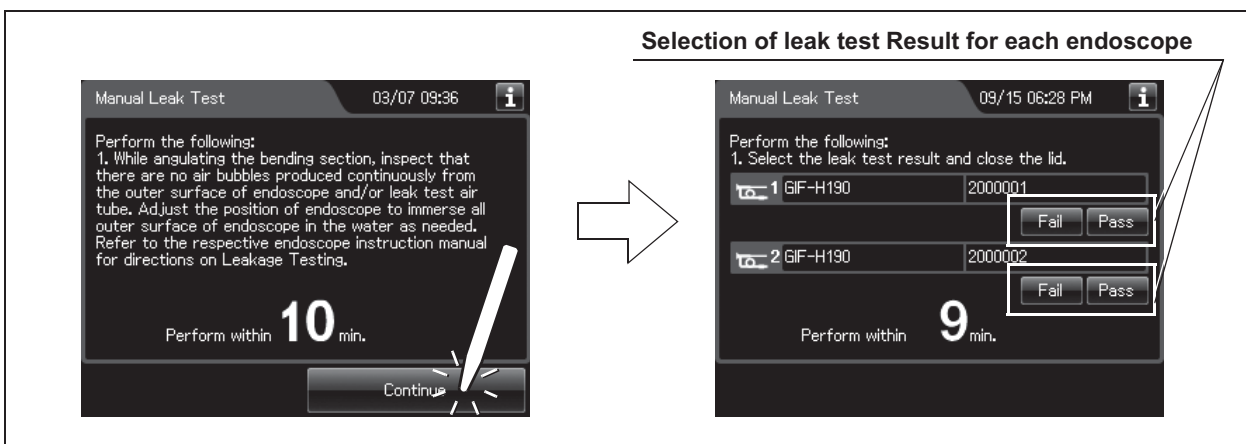 Selection of leak test Result for each endoscope
Manual Leak Test
03/07 09:36
i
Perform the following:
1. While angulating the bending section, inspect that
there are no air bubbles produced continuously from
the outer surface of endoscope and/or leak test air
tube. Adjust the position of endoscope to immerse all
outer surface of endoscope in the water as needed.
Refer to the respective endoscope instruction manual
for directions on Leakage Testing.
Perform within 10 min.
Continue
Manual Leak Test
09/15 06:28 PM
i
Perform the following:
1. Select the leak test result and close the lid.
1 GIF-H190 2000001
Fail Pass
2 GIF-H190 2000002
Fail Pass
Perform within 9 min.